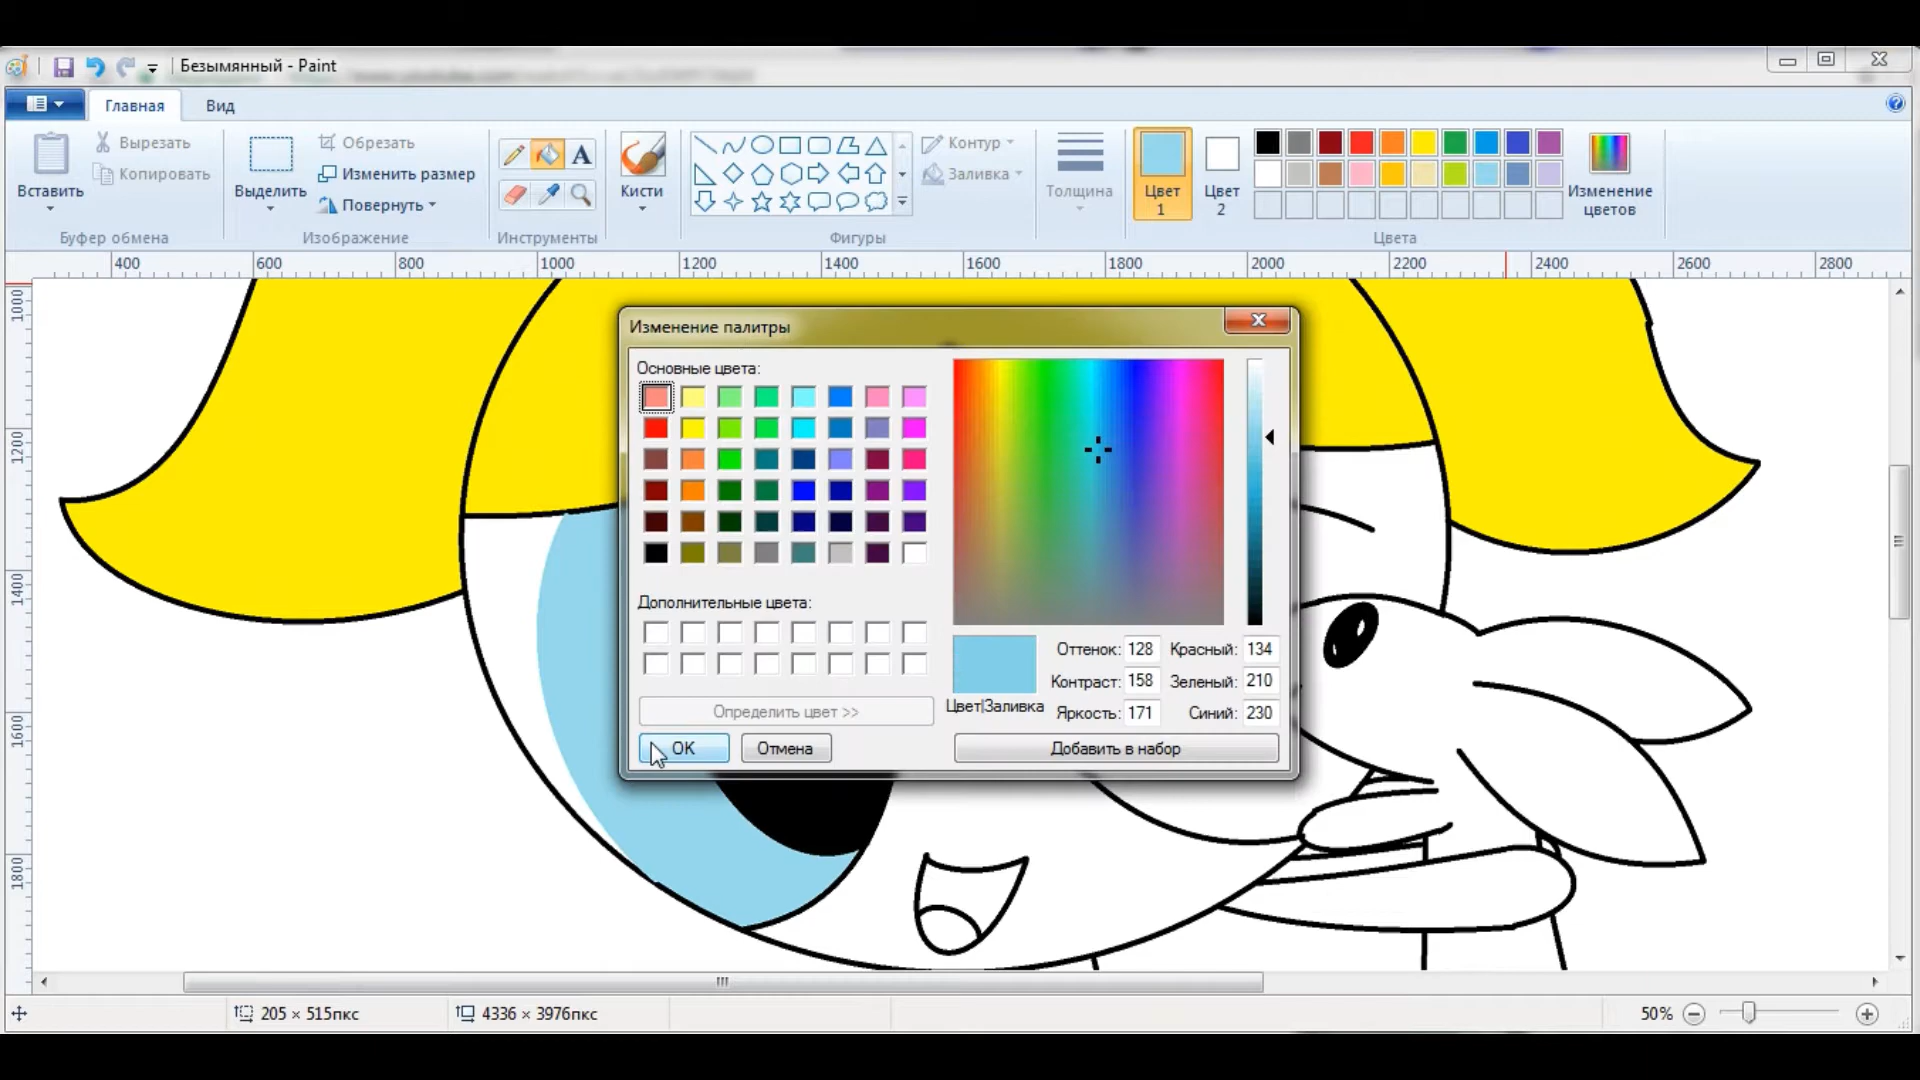 Безымянный - Paint
Главная
Вид
Вставить
Вырезать
Копировать
Буфер обмена
Выделить
Обрезать
Изменить размер
Повернуть
Изображение
A
Инструменты
Кисти
Контур
Заливка
Фигуры
Толщина
Цвет
1
Цвет
2
Изменение
цветов
Цвета
400 600 800 1000 1200 1400 1600 1800 2000 2200 2400 2600 2800
1000
1200
1400
1600
1800
Изменение палитры
Основные цвета:
Дополнительные цвета:
Определить цвет >>
OK
Отмена
Цвет|Заливка
Оттенок: 128
Контраст: 158
Яркость: 171
Красный: 134
Зеленый: 210
Синий: 230
Добавить в набор
205 × 515пкс
4336 × 3976пкс
50%